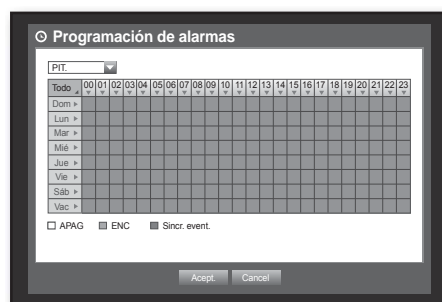 Programación de alarmas
PIT.
Todo 00 01 02 03 04 05 06 07 08 09 10 11 12 13 14 15 16 17 18 19 20 21 22 23
Dom
Lun
Mar
Mié
Jue
Vie
Sáb
Vac
APAG ENC Sincr. event.
Acept. Cancel